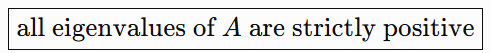 all eigenvalues of A are strictly positive